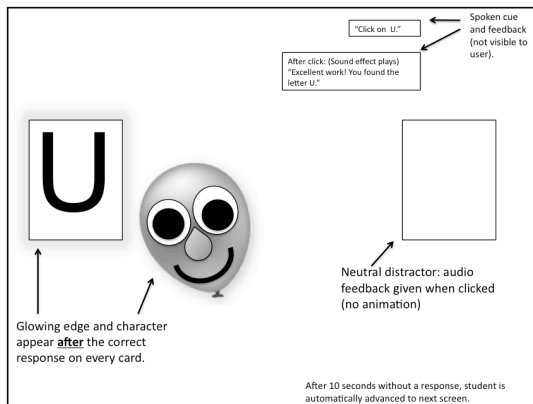 "Click on  U."
Spoken cue
and feedback
(not visible to
user).
After click: (Sound effect plays)
"Excellent work! You found the
letter U."
U
Neutral distractor: audio
feedback given when clicked
(no animation)
Glowing edge and character
appear after the correct
response on every card.
After 10 seconds without a response, student is
automatically advanced to next screen.